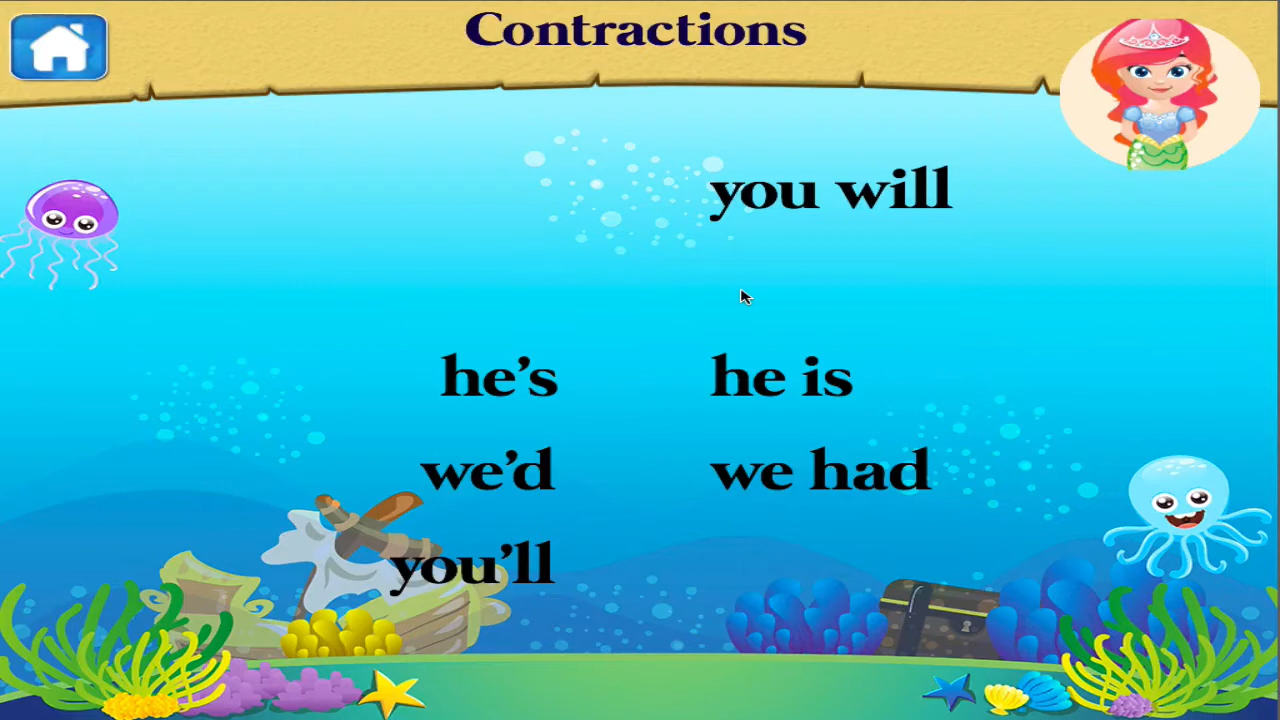 Contractions
you will
he’s he is
we’d we had
you’ll